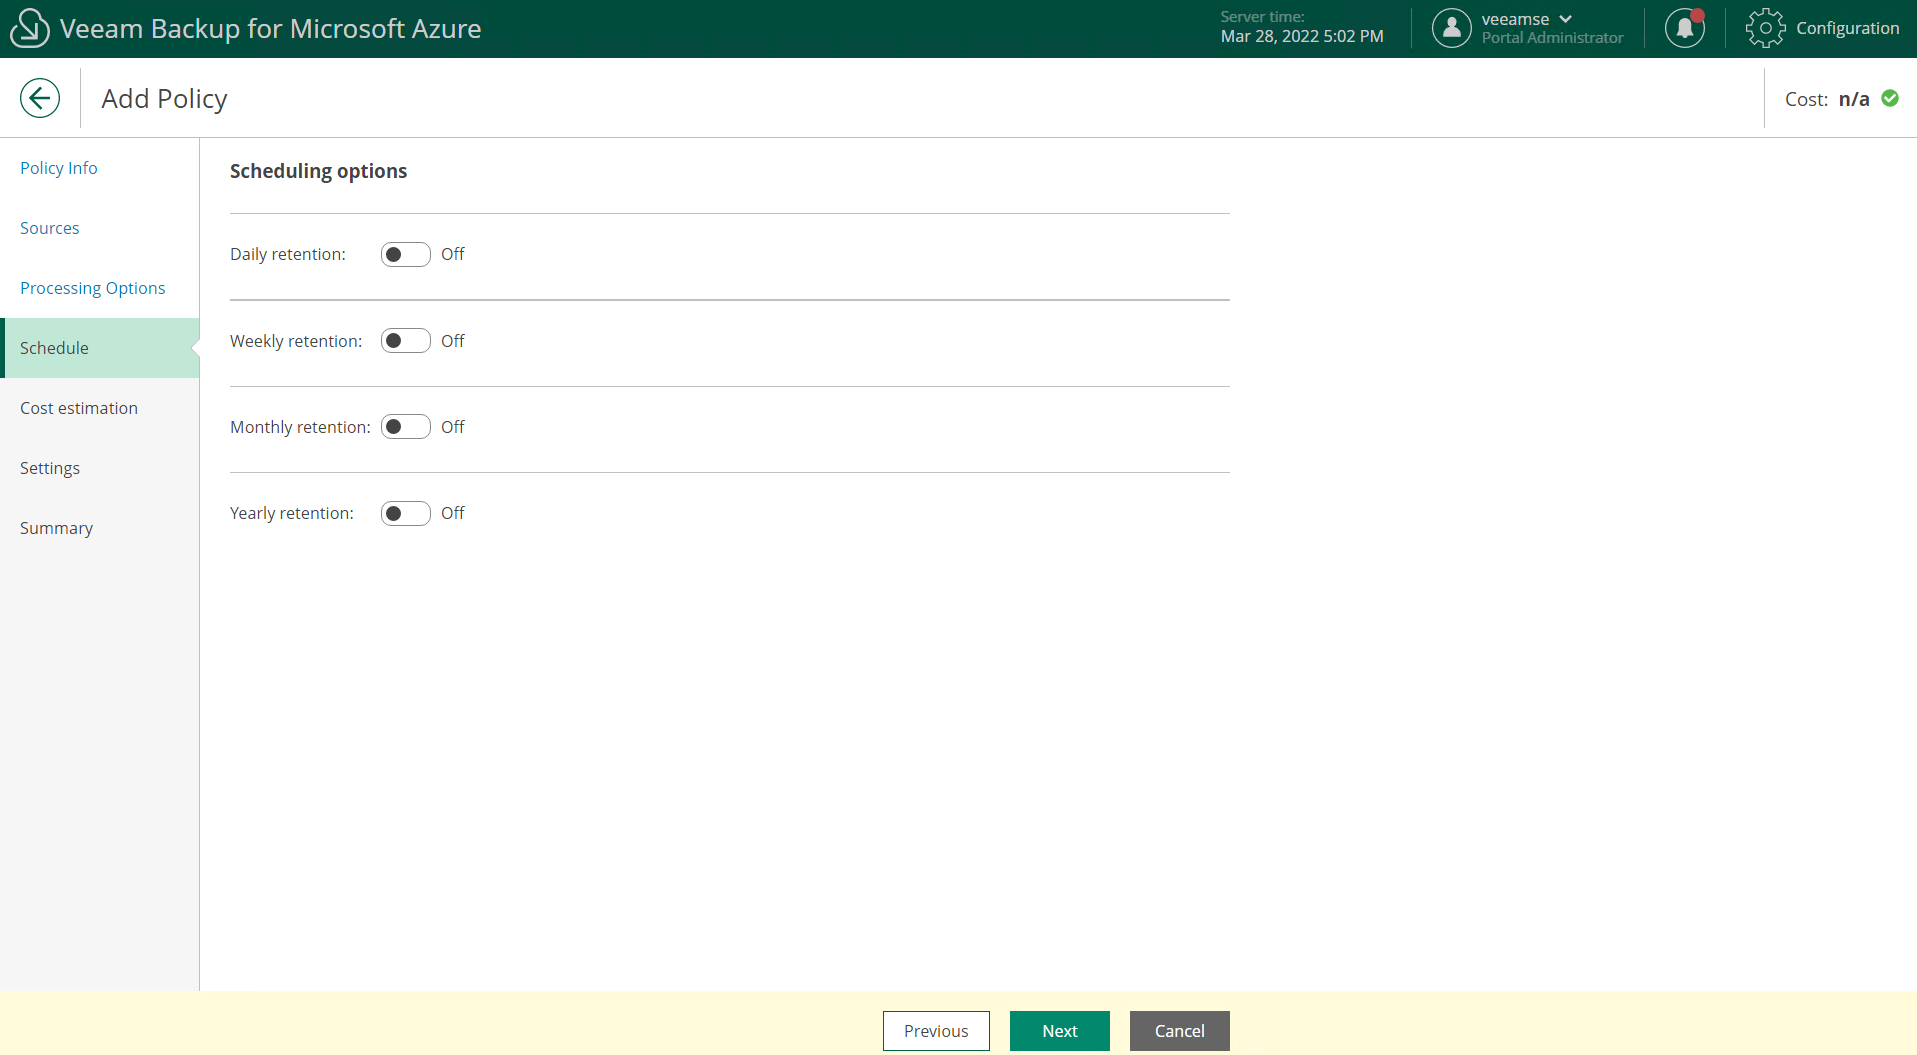 Veeam Backup for Microsoft Azure
Server time:
Mar 28, 2022 5:02 PM
veeamse
Portal Administrator
Configuration
Add Policy
Cost: n/a
Policy Info
Sources
Processing Options
Schedule
Cost estimation
Settings
Summary
Scheduling options
Daily retention: Off
Weekly retention: Off
Monthly retention: Off
Yearly retention: Off
Previous
Next
Cancel